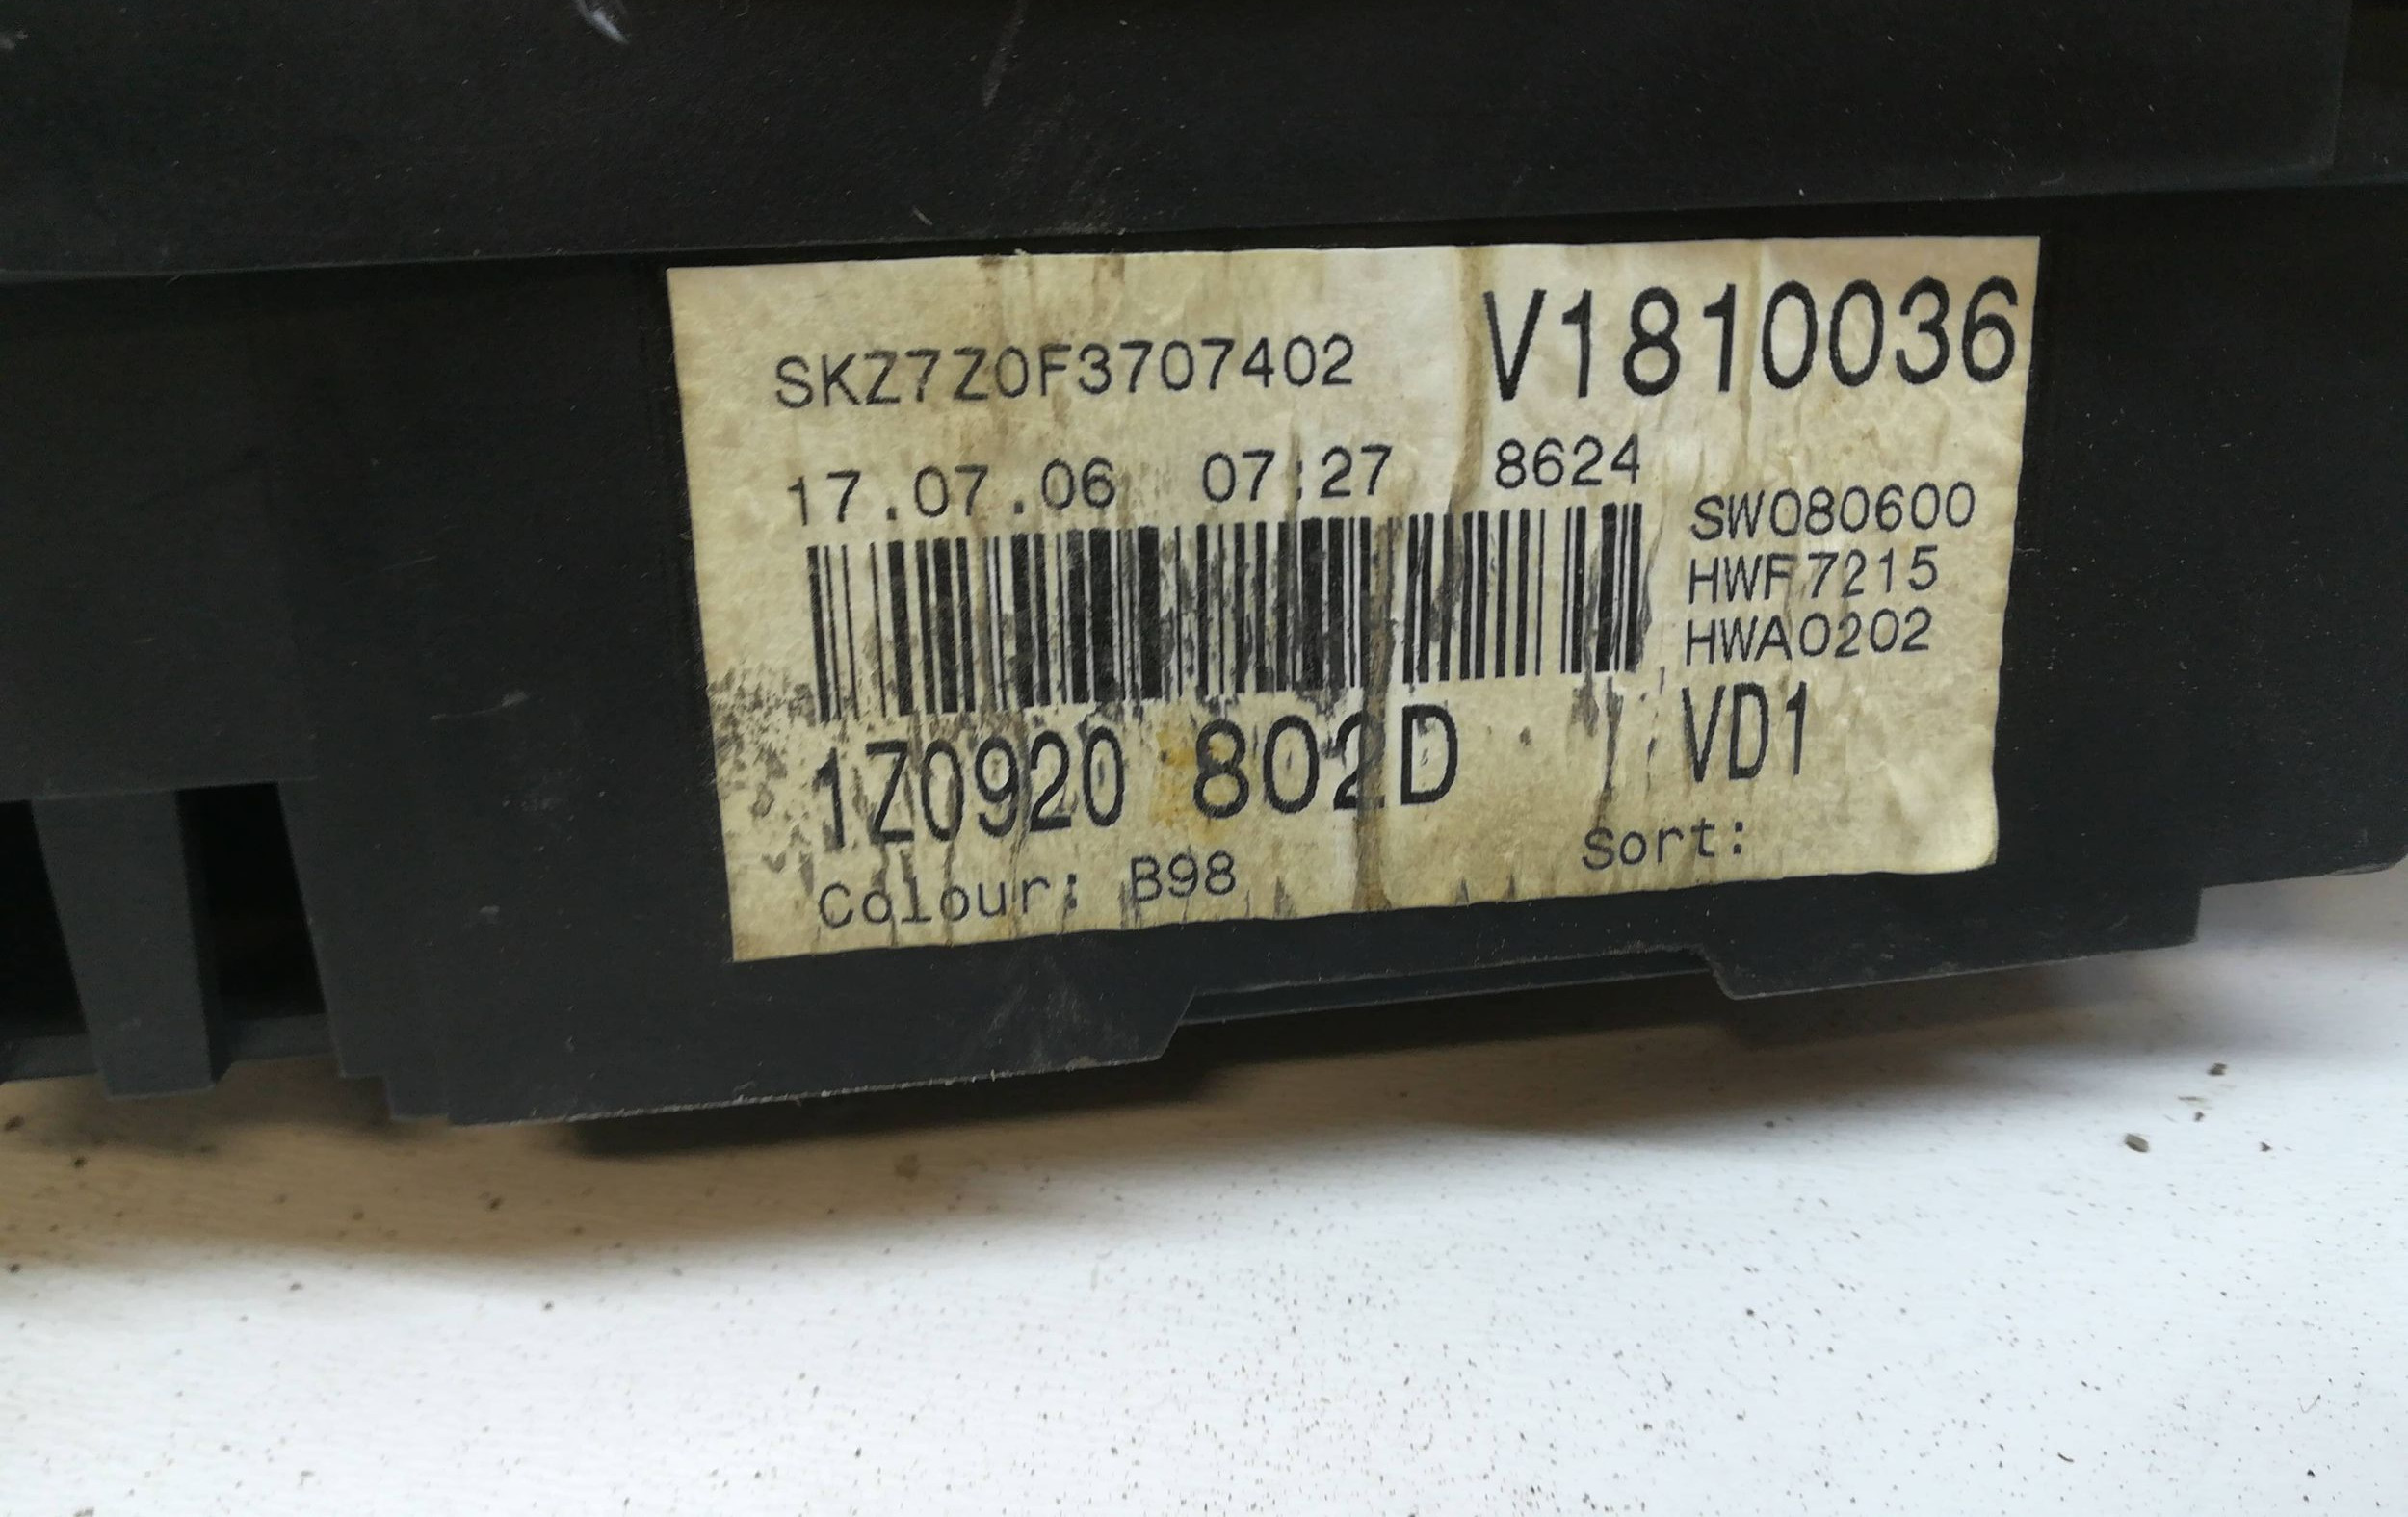 SKZ7Z0F3707402 V1810036
17.07.06 07:27 8624
SW080600
HWF7215
HWA0202
1Z0920 802D VD1
Colour: B98 Sort: